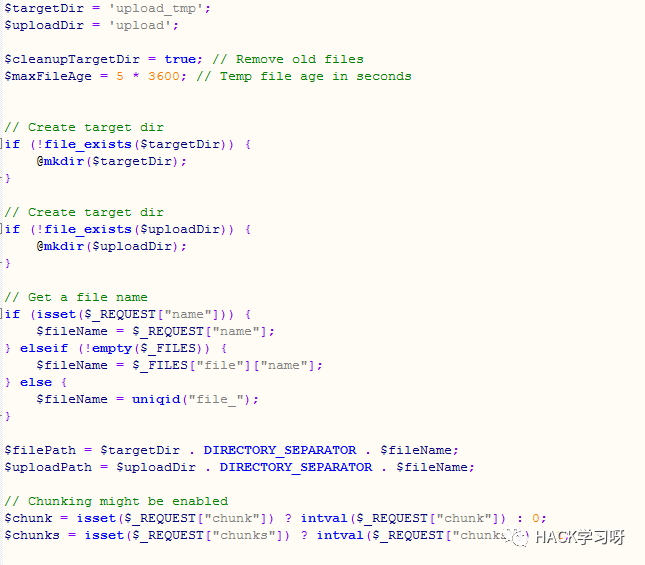 $targetDir = 'upload_tmp';
$uploadDir = 'upload';
$cleanupTargetDir = true; // Remove old files
$maxFileAge = 5 * 3600; // Temp file age in seconds
// Create target dir
if (!file_exists($targetDir)) {
    @mkdir($targetDir);
}
// Create target dir
if (!file_exists($uploadDir)) {
    @mkdir($uploadDir);
}
// Get a file name
if (isset($_REQUEST["name"])) {
    $fileName = $_REQUEST["name"];
} elseif (!empty($_FILES)) {
    $fileName = $_FILES["file"]["name"];
} else {
    $fileName = uniqid("file_");
}
$filePath = $targetDir . DIRECTORY_SEPARATOR . $fileName;
$uploadPath = $uploadDir . DIRECTORY_SEPARATOR . $fileName;
// Chunking might be enabled
$chunk = isset($_REQUEST["chunk"]) ? intval($_REQUEST["chunk"]) : 0;
$chunks = isset($_REQUEST["chunks"]) ? intval($_REQUEST["chunks
HACK学习呀